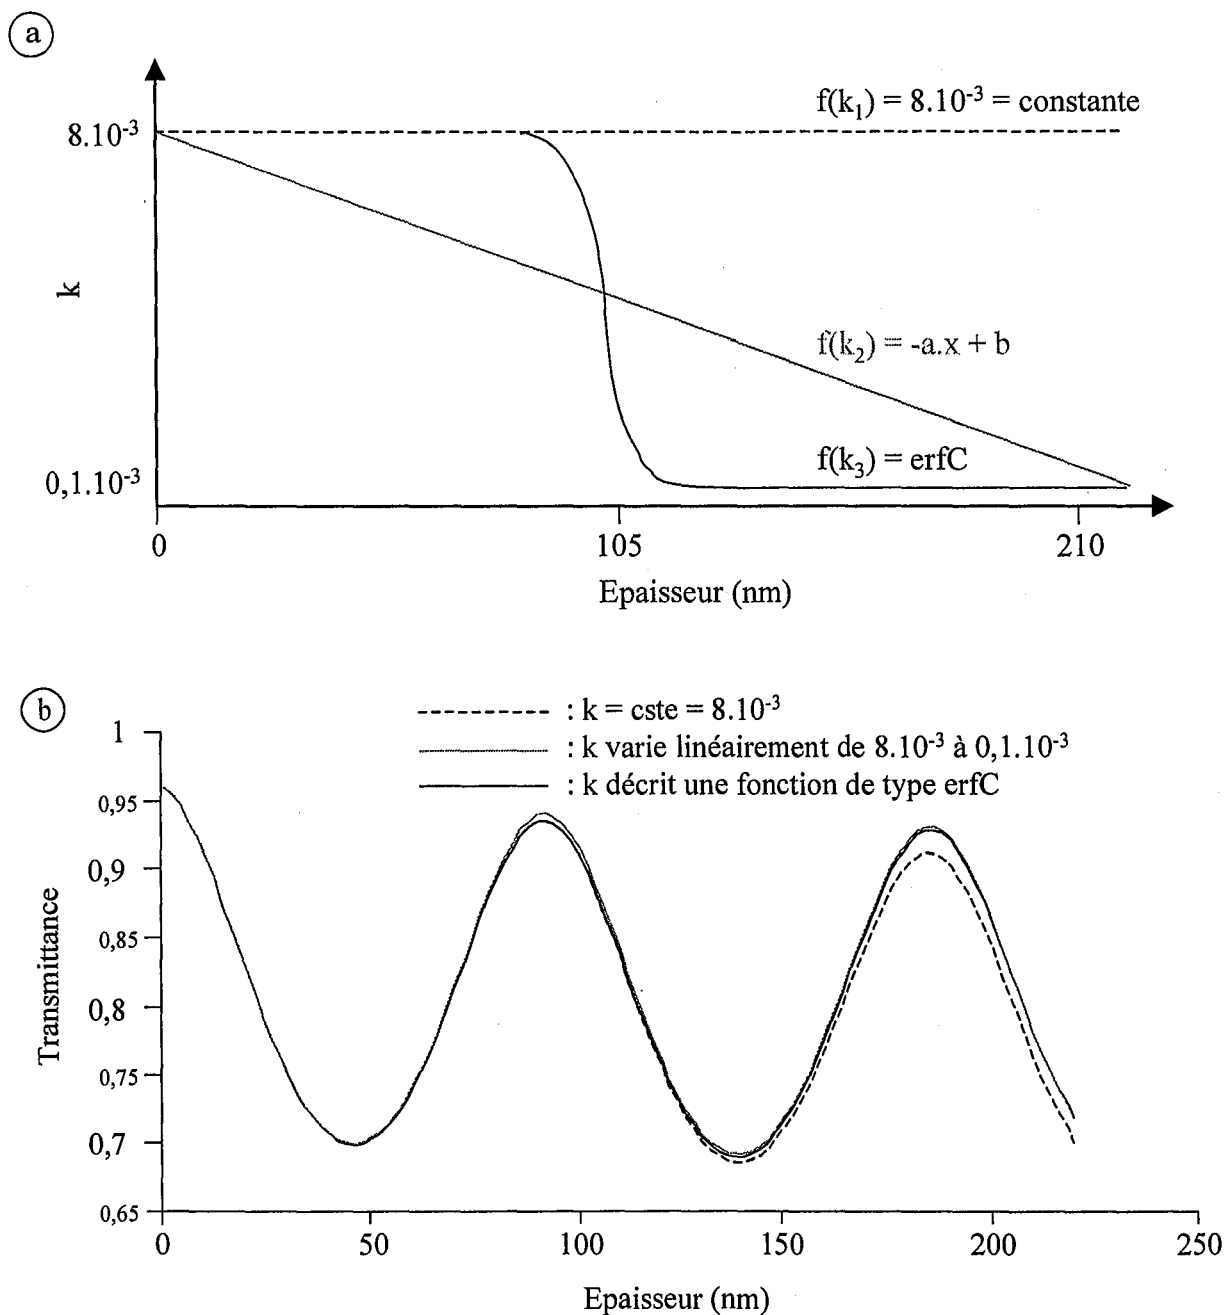 a
f(k₁) = 8.10⁻³ = constante
8.10⁻³
k
f(k₂) = -a.x + b
f(k₃) = erfC
0,1.10⁻³
0 105 210
Epaisseur (nm)
b
: k = cste = 8.10⁻³
: k varie linéairement de 8.10⁻³ à 0,1.10⁻³
: k décrit une fonction de type erfC
1
0,95
0,9
0,85
0,8
0,75
0,7
0,65
Transmittance
0 50 100 150 200 250
Epaisseur (nm)